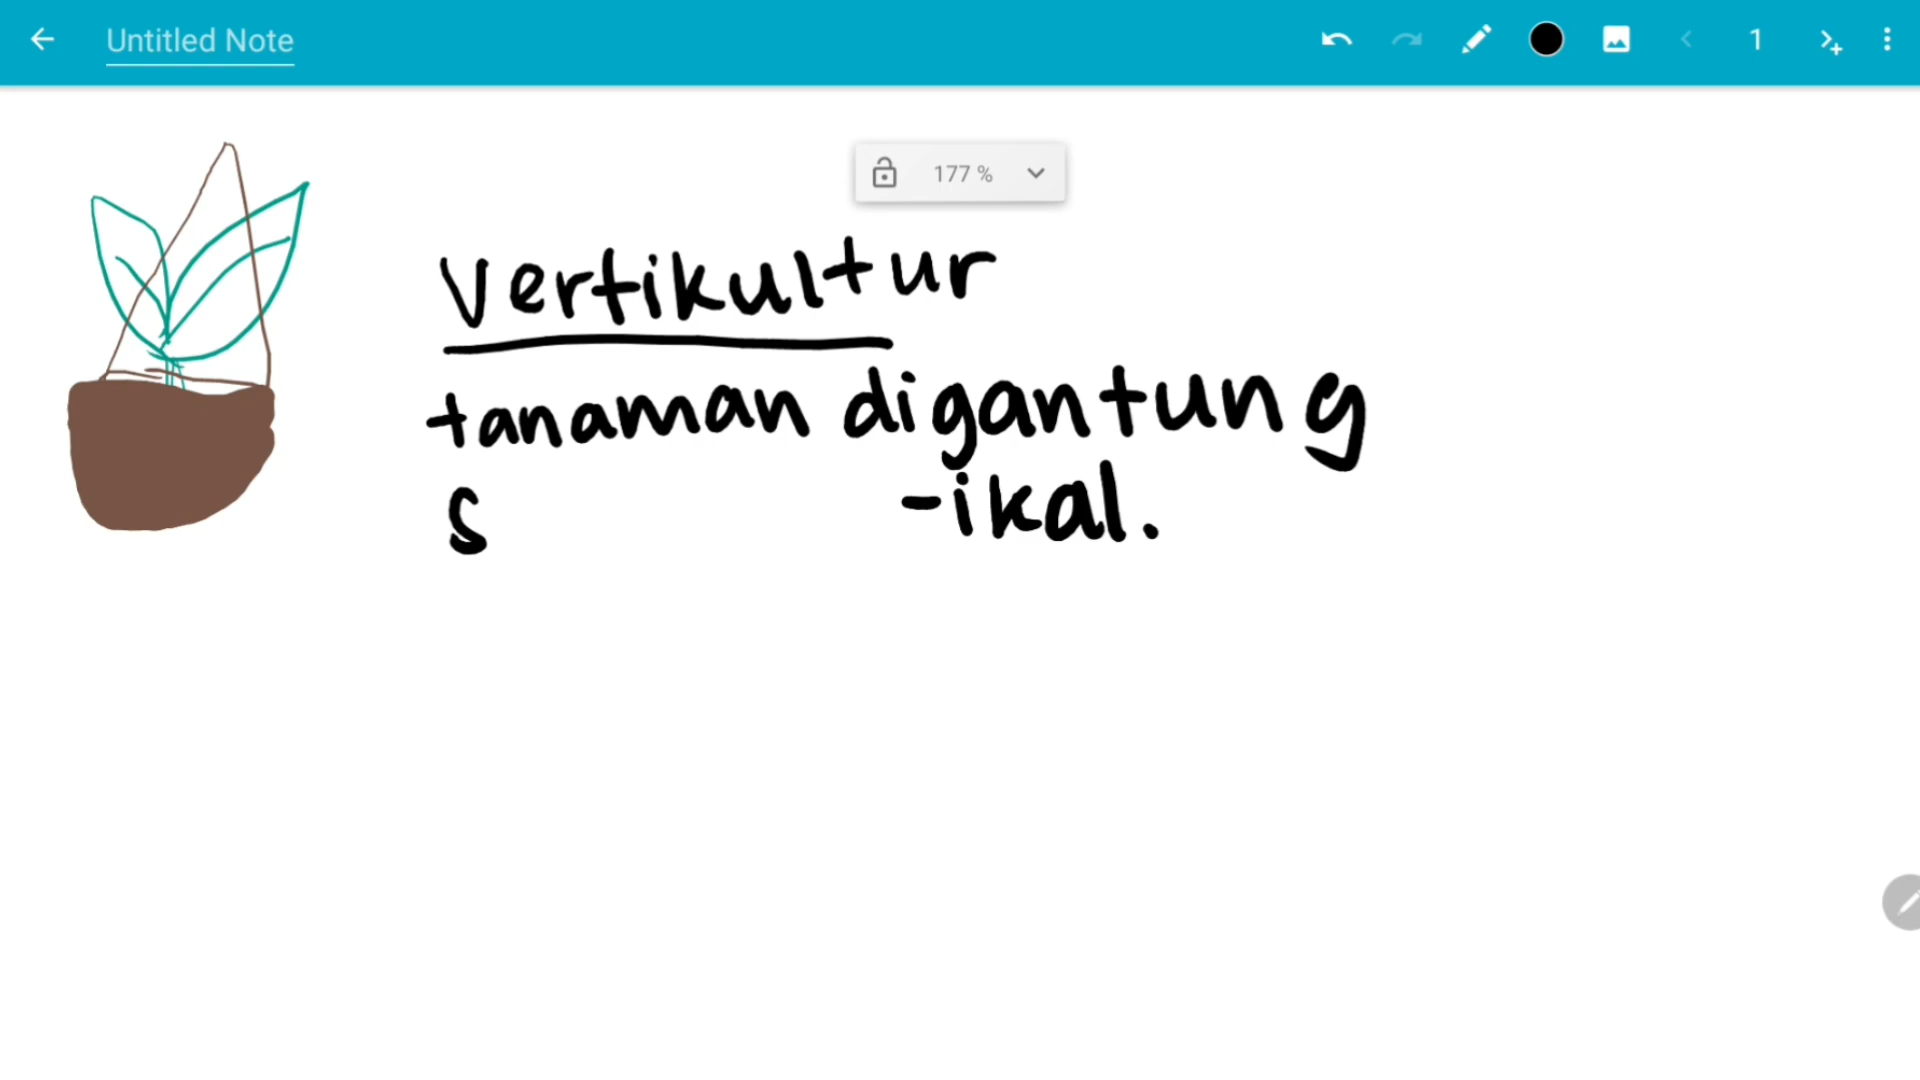 Untitled Note
1
177 %
Vertikultur
tanaman digantung
s -ikal.